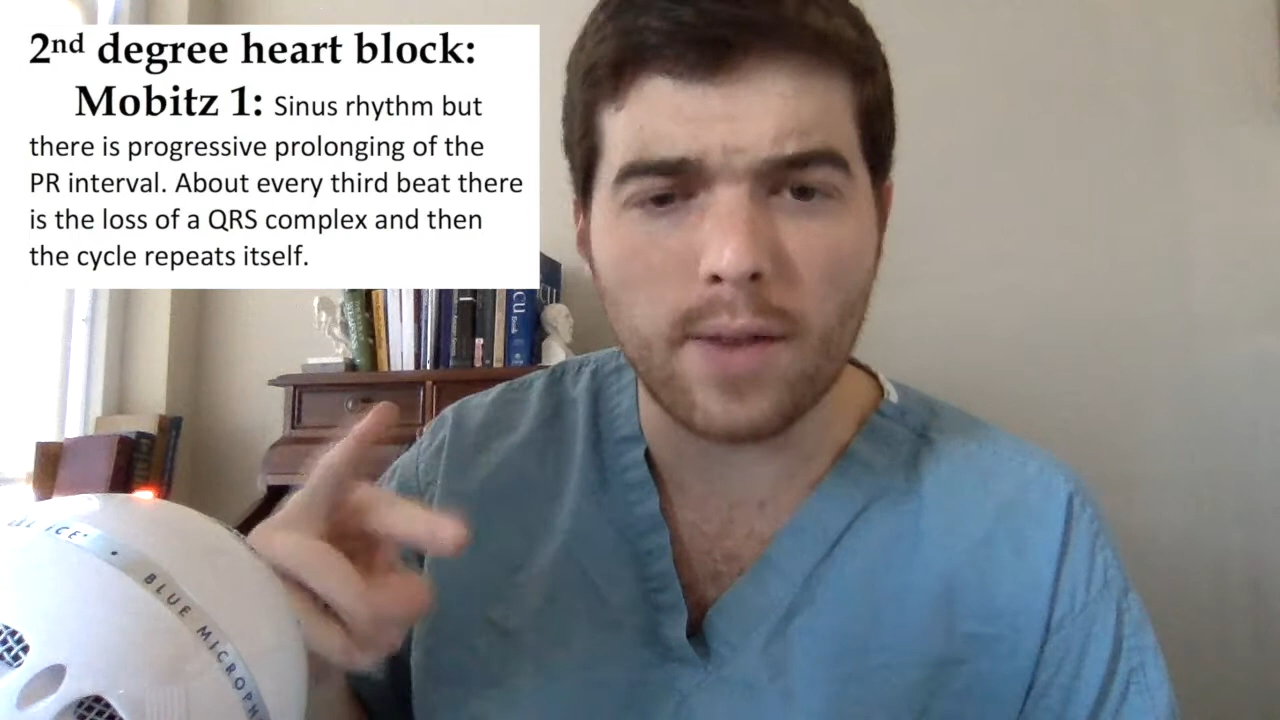 2nd degree heart block:
Mobitz 1: Sinus rhythm but
there is progressive prolonging of the
PR interval. About every third beat there
is the loss of a QRS complex and then
the cycle repeats itself.
CU
BLUE MICROPH